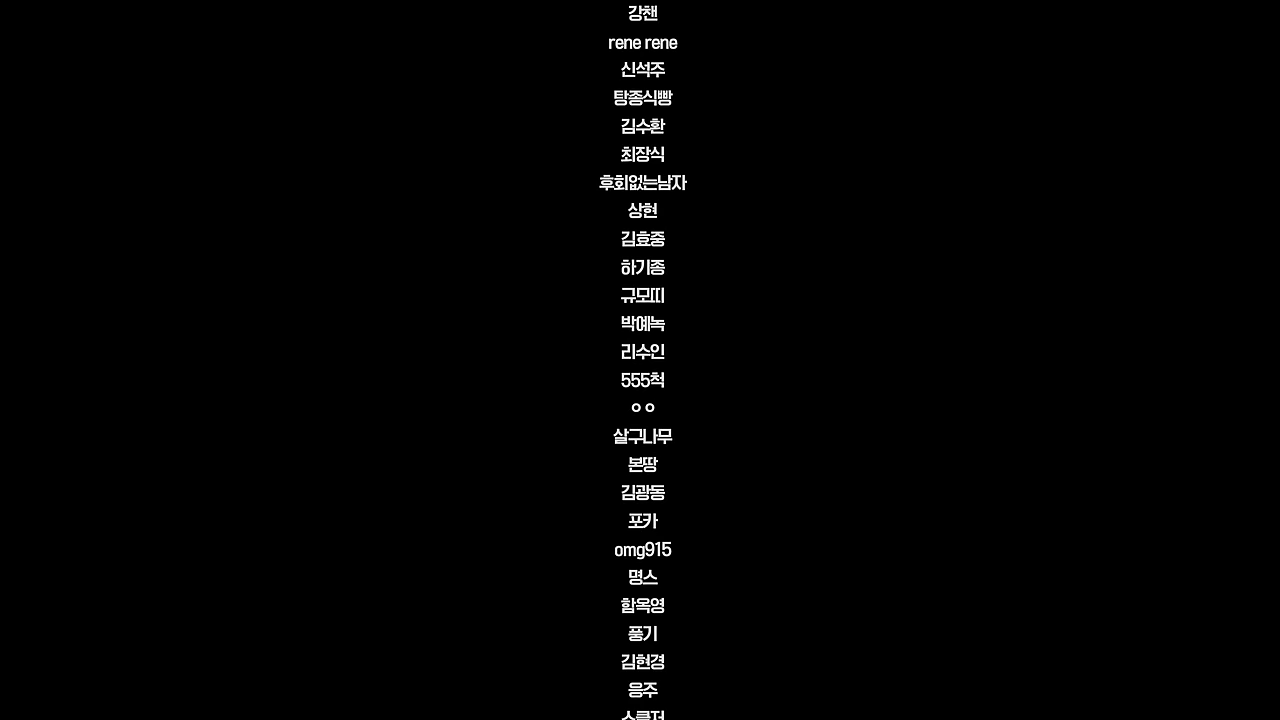 강챈
rene rene
신석주
탕종식빵
김수환
최장식
후회없는남자
상현
김효중
하기종
규모띠
박예녹
리수인
555척
ㅇㅇ
살구나무
본땅
김광동
포카
omg915
명스
함옥영
풍기
김현경
응주